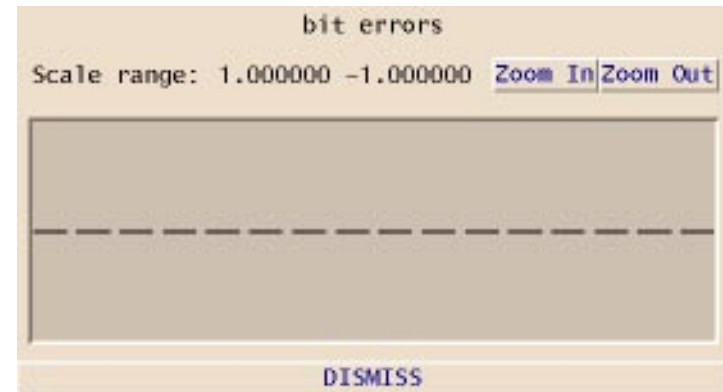 bit errors
Scale range: 1.000000 -1.000000 Zoom In Zoom Out
DISMISS